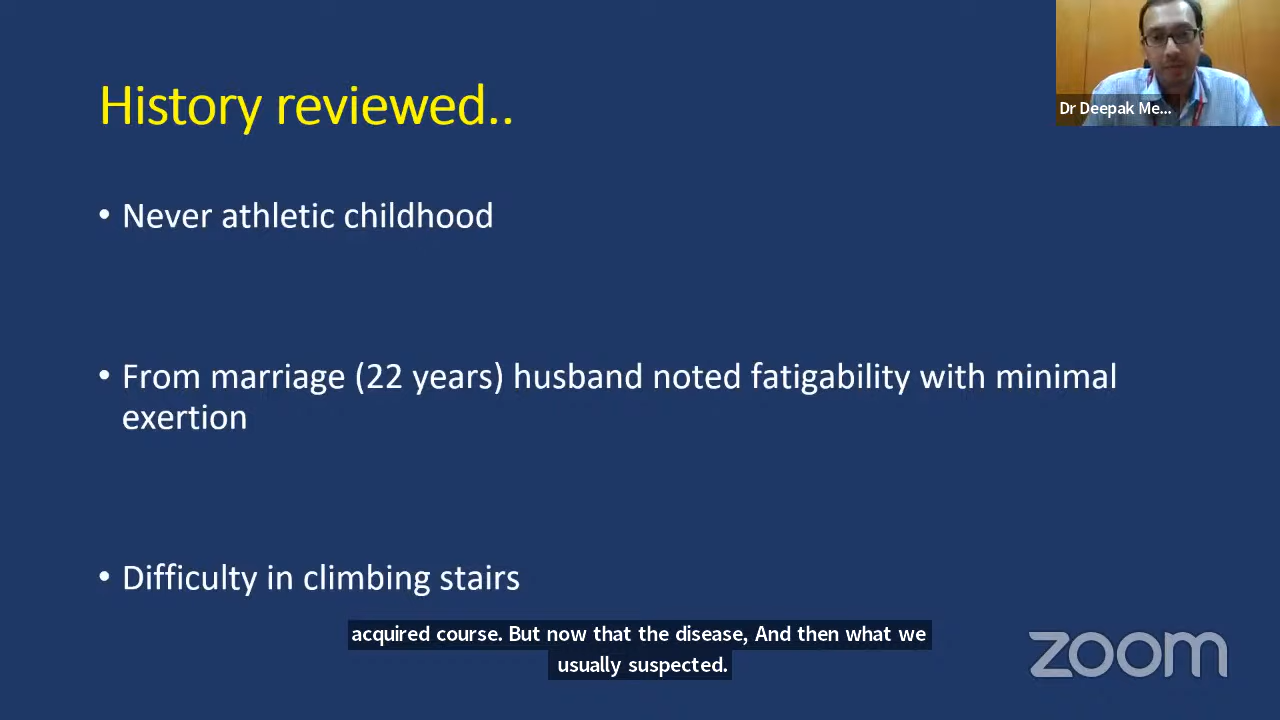 History reviewed..
Dr Deepak Me...
• Never athletic childhood
• From marriage (22 years) husband noted fatigability with minimal
exertion
• Difficulty in climbing stairs
acquired course. But now that the disease, And then what we
usually suspected.
zoom